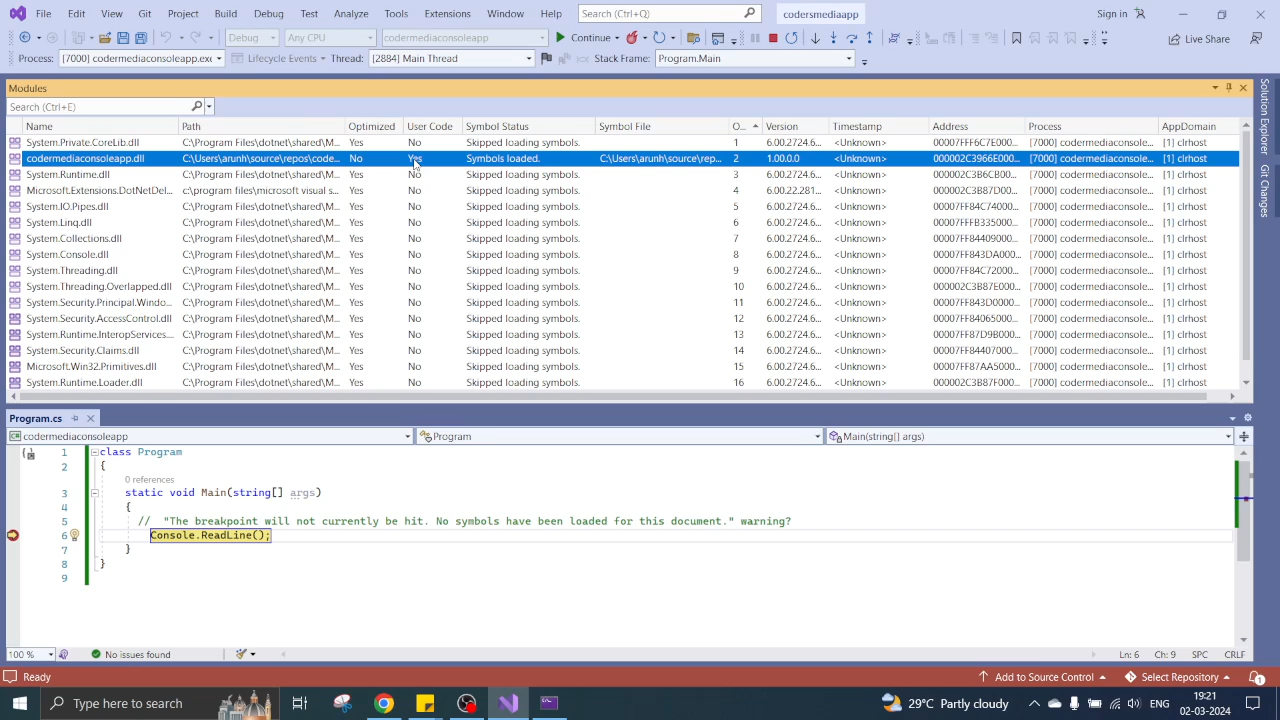 File Edit View Git Project Build Debug Test Analyze Tools Extensions Window Help Search (Ctrl+Q) codersmediaapp Sign in
Debug Any CPU codermediaconsoleapp Continue Live Share
Process: [7000] codermediaconsoleapp.exe Lifecycle Events Thread: [2884] Main Thread Stack Frame: Program.Main
Modules
Search (Ctrl+E)
Name Path Optimized User Code Symbol Status Symbol File O... Version Timestamp Address Process AppDomain
System.Private.CoreLib.dll C:\Program Files\dotnet\shared\M... Yes No Skipped loading symbols. 1 6.00.2724.6... <Unknown> 00007FFF6C7E000... [7000] codermediaconsole... [1] clrhost
codermediaconsoleapp.dll C:\Users\arunh\source\repos\code... No Yes Symbols loaded. C:\Users\arunh\source\rep... 2 1.00.0.0 <Unknown> 000002C3966E000... [7000] codermediaconsole... [1] clrhost
System.Runtime.dll C:\Program Files\dotnet\shared\M... Yes No Skipped loading symbols. 3 6.00.2724.6... <Unknown> 000002C3B6CB00... [7000] codermediaconsole... [1] clrhost
Microsoft.Extensions.DotNetDel... c:\program files\microsoft visual s... Yes No Skipped loading symbols. 4 6.00.22.281... <Unknown> 000002C3B87D00... [7000] codermediaconsole... [1] clrhost
System.IO.Pipes.dll C:\Program Files\dotnet\shared\M... Yes No Skipped loading symbols. 5 6.00.2724.6... <Unknown> 00007FF84C74000... [7000] codermediaconsole... [1] clrhost
System.Linq.dll C:\Program Files\dotnet\shared\M... Yes No Skipped loading symbols. 6 6.00.2724.6... <Unknown> 00007FFFB335000... [7000] codermediaconsole... [1] clrhost
System.Collections.dll C:\Program Files\dotnet\shared\M... Yes No Skipped loading symbols. 7 6.00.2724.6... <Unknown> 00007FF84409000... [7000] codermediaconsole... [1] clrhost
System.Console.dll C:\Program Files\dotnet\shared\M... Yes No Skipped loading symbols. 8 6.00.2724.6... <Unknown> 00007FF843DA000... [7000] codermediaconsole... [1] clrhost
System.Threading.dll C:\Program Files\dotnet\shared\M... Yes No Skipped loading symbols. 9 6.00.2724.6... <Unknown> 00007FF84C72000... [7000] codermediaconsole... [1] clrhost
System.Threading.Overlapped.dll C:\Program Files\dotnet\shared\M... Yes No Skipped loading symbols. 10 6.00.2724.6... <Unknown> 000002C3B87E000... [7000] codermediaconsole... [1] clrhost
System.Security.Principal.Windo... C:\Program Files\dotnet\shared\M... Yes No Skipped loading symbols. 11 6.00.2724.6... <Unknown> 00007FF843D0000... [7000] codermediaconsole... [1] clrhost
System.Security.AccessControl.dll C:\Program Files\dotnet\shared\M... Yes No Skipped loading symbols. 12 6.00.2724.6... <Unknown> 00007FF84065000... [7000] codermediaconsole... [1] clrhost
System.Runtime.InteropServices... C:\Program Files\dotnet\shared\M... Yes No Skipped loading symbols. 13 6.00.2724.6... <Unknown> 00007FF87D9B000... [7000] codermediaconsole... [1] clrhost
System.Security.Claims.dll C:\Program Files\dotnet\shared\M... Yes No Skipped loading symbols. 14 6.00.2724.6... <Unknown> 00007FF84407000... [7000] codermediaconsole... [1] clrhost
Microsoft.Win32.Primitives.dll C:\Program Files\dotnet\shared\M... Yes No Skipped loading symbols. 15 6.00.2724.6... <Unknown> 00007FF87AA5000... [7000] codermediaconsole... [1] clrhost
System.Runtime.Loader.dll C:\Program Files\dotnet\shared\M... Yes No Skipped loading symbols. 16 6.00.2724.6... <Unknown> 000002C3B87F000... [7000] codermediaconsole... [1] clrhost
Solution Explorer
Git Changes
Program.cs
codermediaconsoleapp Program Main(string[] args)
1 class Program
2 {
0 references
3 static void Main(string[] args)
4 {
5 // "The breakpoint will not currently be hit. No symbols have been loaded for this document." warning?
6 Console.ReadLine();
7 }
8 }
9
100 % No issues found Ln: 6 Ch: 9 SPC CRLF
Ready Add to Source Control Select Repository 1
Type here to search 29°C Partly cloudy ENG 19:21
02-03-2024